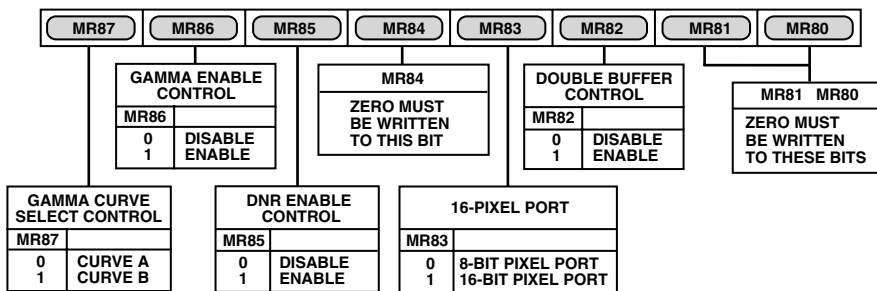 MR87 MR86 MR85 MR84 MR83 MR82 MR81 MR80
GAMMA ENABLE
CONTROL
MR86
0 DISABLE
1 ENABLE
MR84
ZERO MUST
BE WRITTEN
TO THIS BIT
DOUBLE BUFFER
CONTROL
MR82
0 DISABLE
1 ENABLE
MR81 MR80
ZERO MUST
BE WRITTEN
TO THESE BITS
GAMMA CURVE
SELECT CONTROL
MR87
0 CURVE A
1 CURVE B
DNR ENABLE
CONTROL
MR85
0 DISABLE
1 ENABLE
16-PIXEL PORT
MR83
0 8-BIT PIXEL PORT
1 16-BIT PIXEL PORT